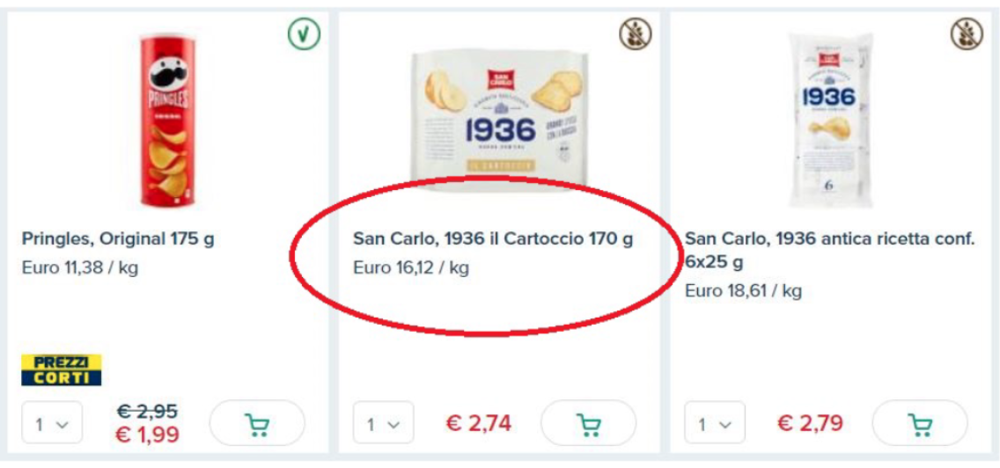 PRINGLES
ORIGINAL
Pringles, Original 175 g
Euro 11,38 / kg
PREZZI
CORTI
1
€ 2,95
€ 1,99
SAN
CARLO
1936
IL CARTOCCIO
San Carlo, 1936 il Cartoccio 170 g
Euro 16,12 / kg
1
€ 2,74
SAN
CARLO
1936
6
San Carlo, 1936 antica ricetta conf.
6x25 g
Euro 18,61 / kg
1
€ 2,79